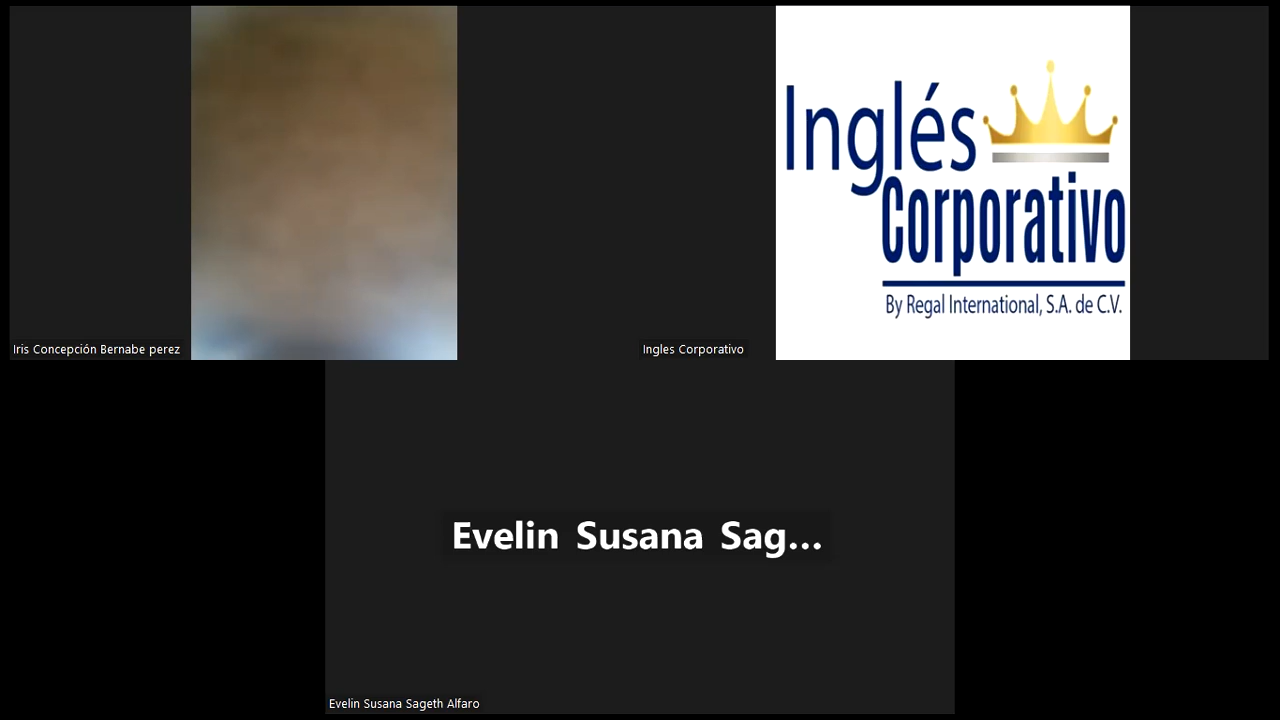 Inglés
Corporativo
By Regal International, S.A. de C.V.
Iris Concepción Bernabe perez
Ingles Corporativo
Evelin Susana Sag...
Evelin Susana Sageth Alfaro